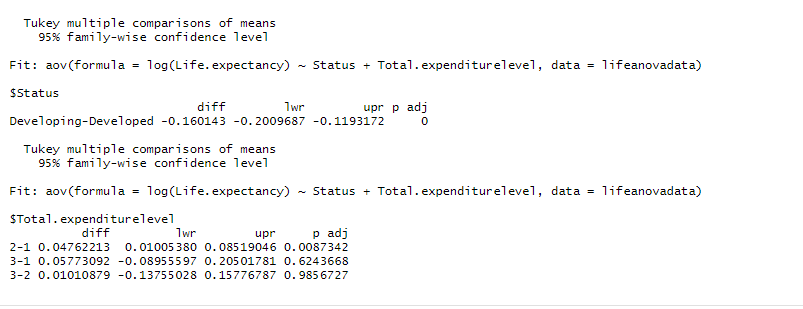 Tukey multiple comparisons of means
95% family-wise confidence level
Fit: aov(formula = log(Life.expectancy) ~ Status + Total.expenditurelevel, data = lifeanovadata)
$Status
diff lwr upr p adj
Developing-Developed -0.160143 -0.2009687 -0.1193172 0
Tukey multiple comparisons of means
95% family-wise confidence level
Fit: aov(formula = log(Life.expectancy) ~ Status + Total.expenditurelevel, data = lifeanovadata)
$Total.expenditurelevel
diff lwr upr p adj
2-1 0.04762213 0.01005380 0.08519046 0.0087342
3-1 0.05773092 -0.08955597 0.20501781 0.6243668
3-2 0.01010879 -0.13755028 0.15776787 0.9856727